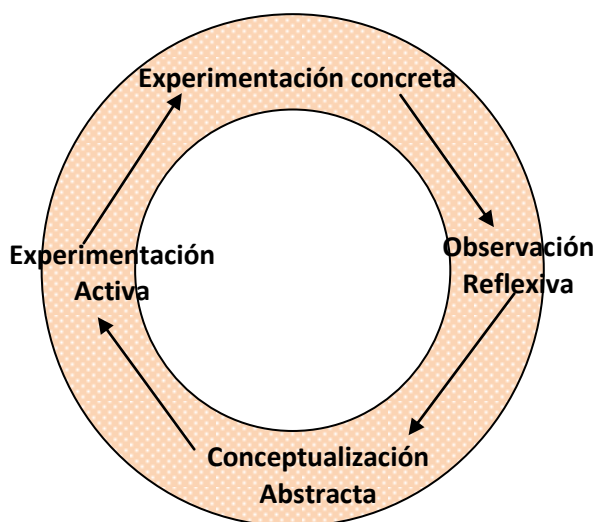 Experimentación concreta
Observación
Reflexiva
Conceptualización
Abstracta
Experimentación
Activa